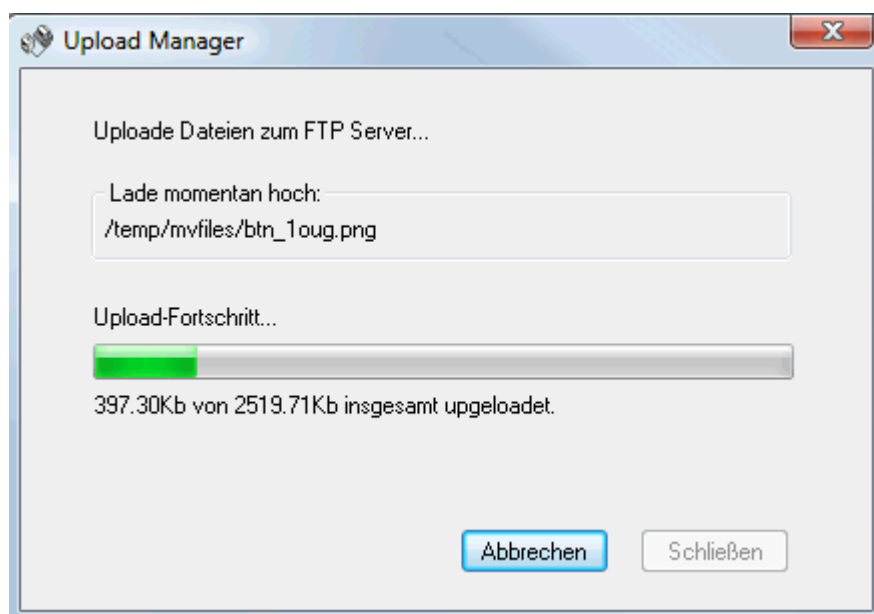 Upload Manager
Uploade Dateien zum FTP Server...
Lade momentan hoch:
/temp/mvfiles/btn_1oug.png
Upload-Fortschritt...
397.30Kb von 2519.71Kb insgesamt upgeloadet.
Abbrechen Schließen